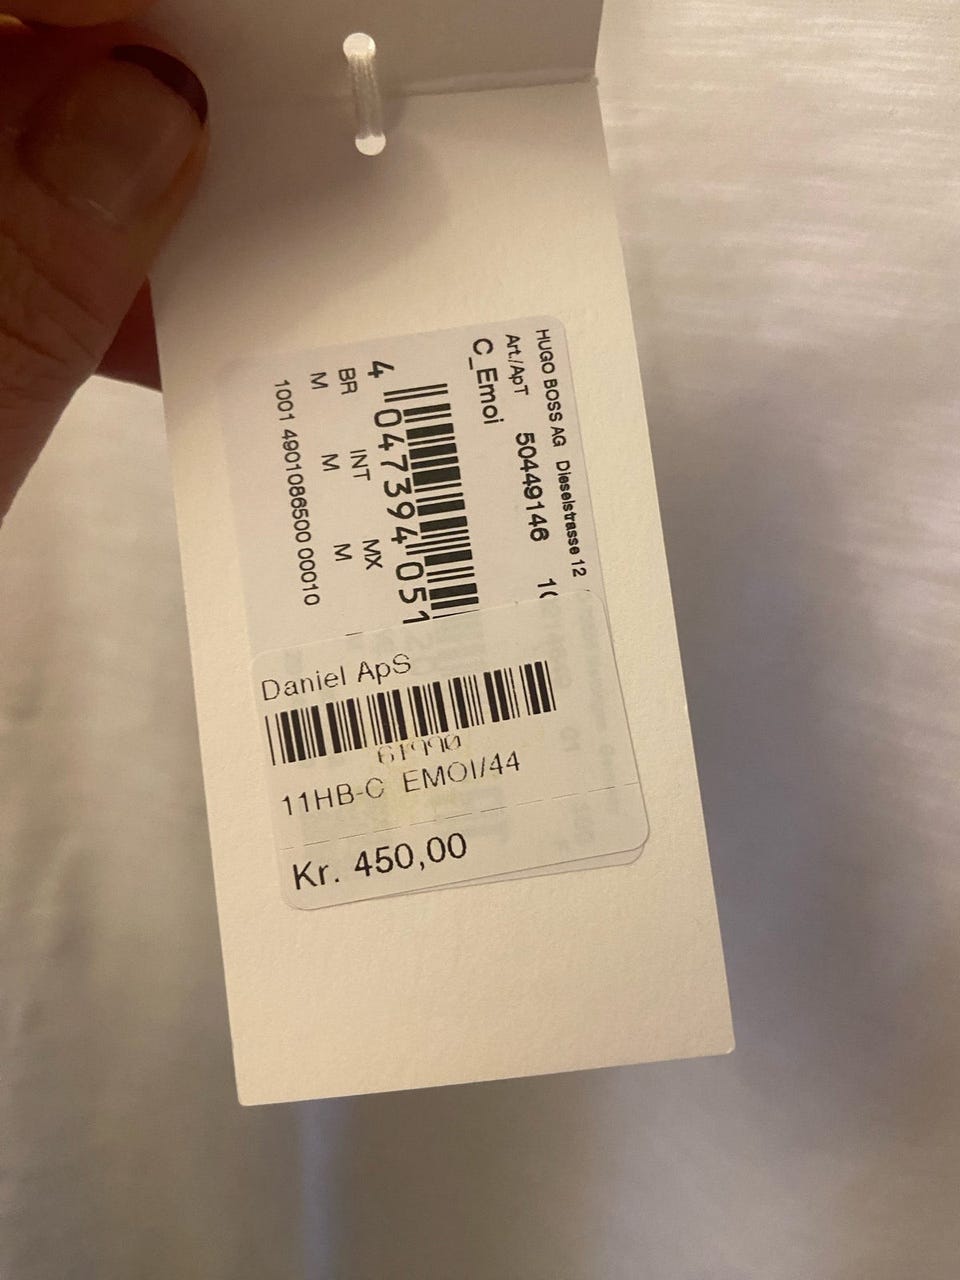 HUGO BOSS AG Dieselstrasse 12
Art./ApT 50449146
C_Emoi
4 047394 051
BR INT MX
M M M
1001 4901086500 00010
Daniel ApS
11HB-C EMOI/44
Kr. 450,00